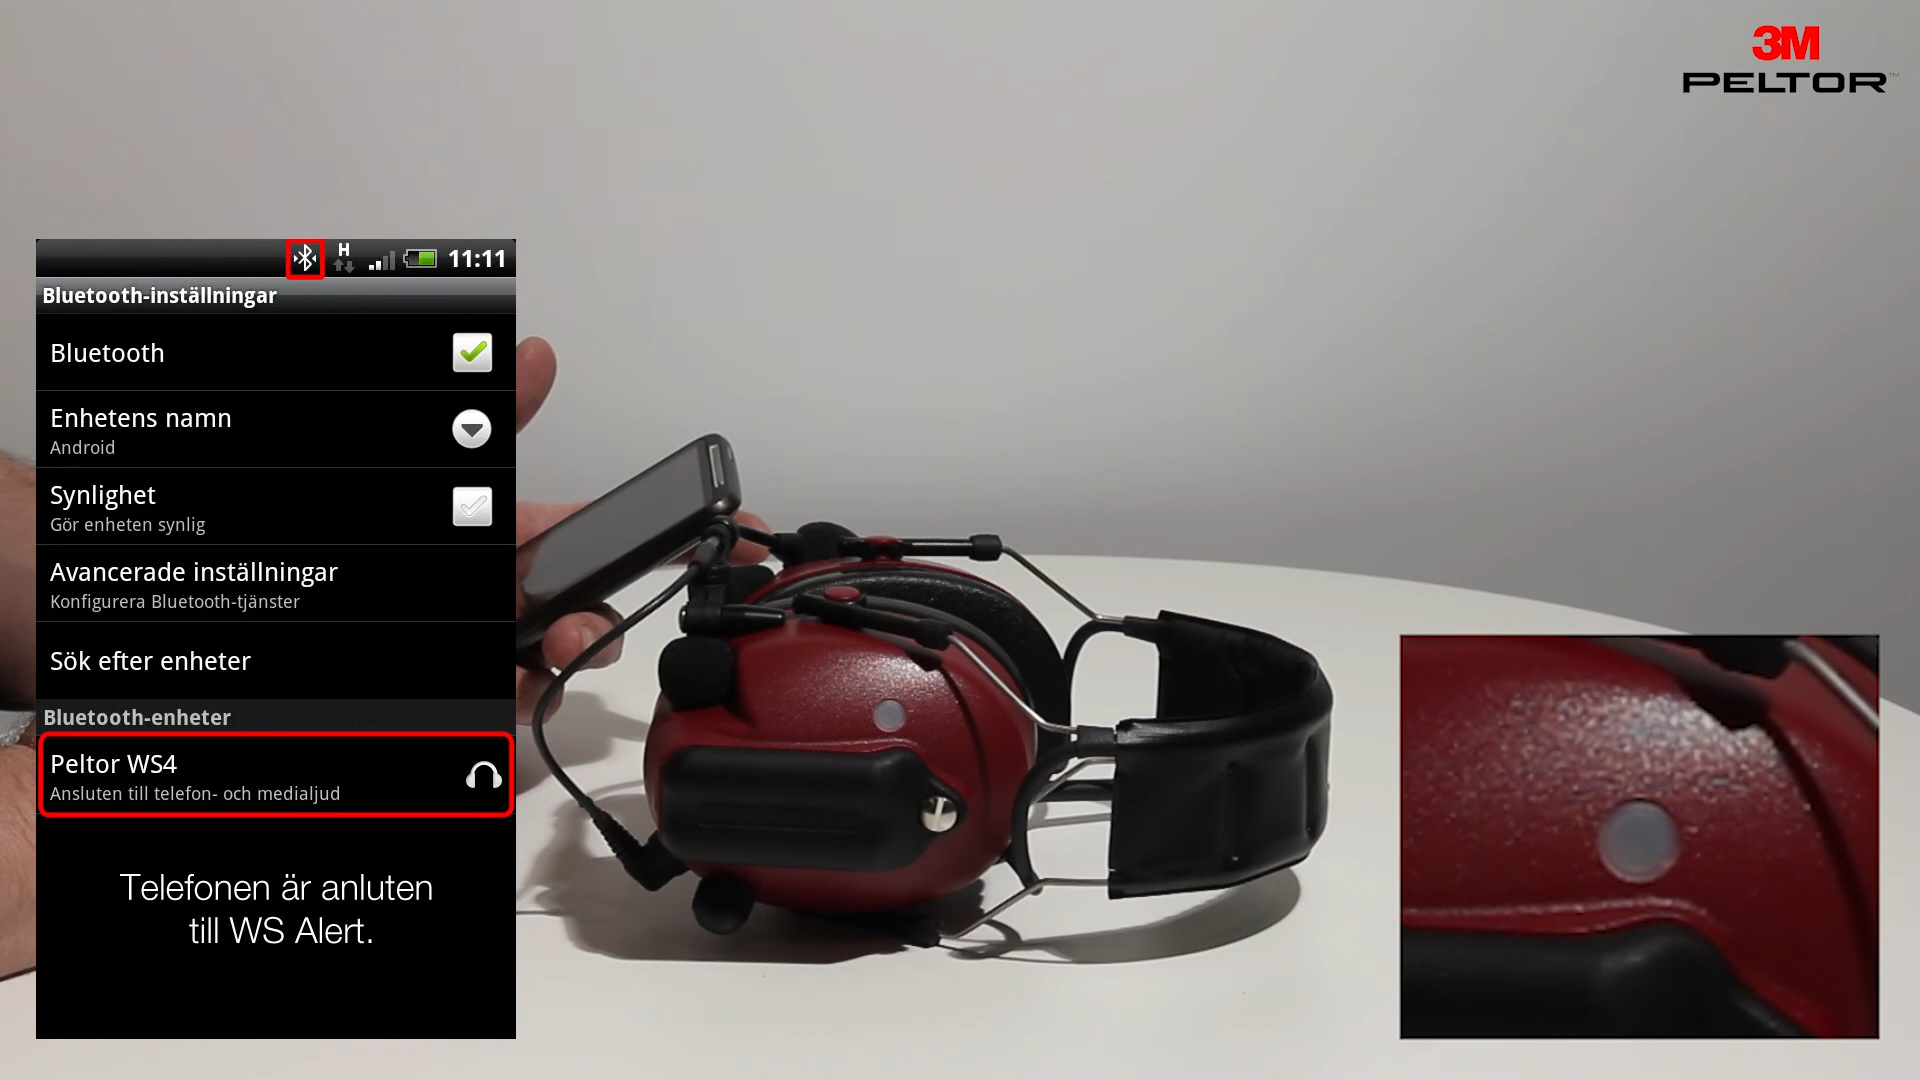 3M
PELTOR™
H
11:11
Bluetooth-inställningar
Bluetooth
Enhetens namn
Android
Synlighet
Gör enheten synlig
Avancerade inställningar
Konfigurera Bluetooth-tjänster
Sök efter enheter
Bluetooth-enheter
Peltor WS4
Ansluten till telefon- och medialjud
Telefonen är anluten
till WS Alert.